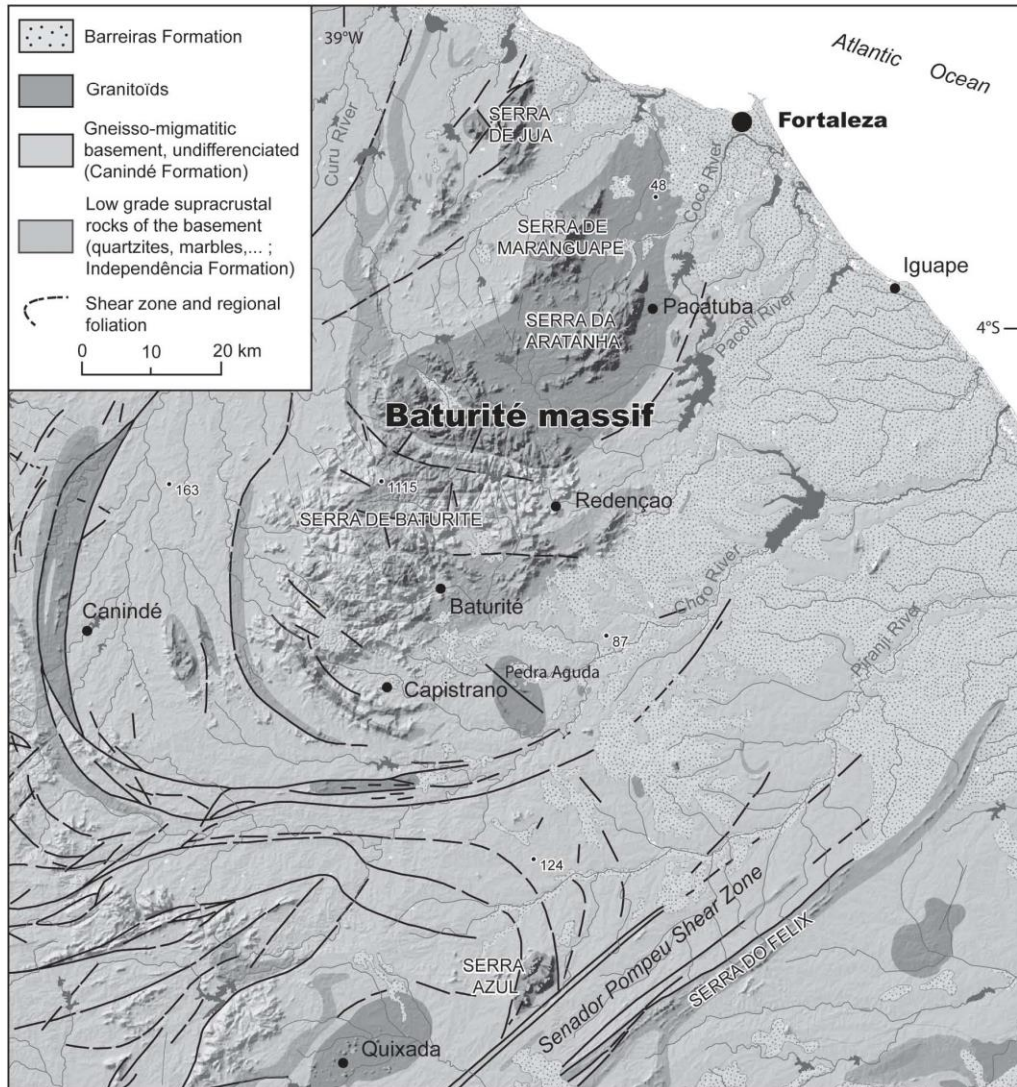 Barreiras Formation
Granitoïds
Gneisso-migmatitic
basement, undifferenciated
(Canindé Formation)
Low grade supracrustal
rocks of the basement
(quartzites, marbles,... ;
Independência Formation)
Shear zone and regional
foliation
0 10 20 km
39°W
Atlantic Ocean
Fortaleza
Curu River
SERRA
DE JUA
Coco River
48
SERRA DE
MARANGUAPE
Iguape
Pacatuba
Pacoti River
SERRA DA
ARATANHA
4°S
Baturité massif
163
1115
Redençao
SERRA DE BATURITE
Baturité
Choo River
Canindé
87
Piranji River
Pedra Aguda
Capistrano
124
Senador Pompeu Shear Zone
SERRA DO FELIX
SERRA
AZUL
Quixada